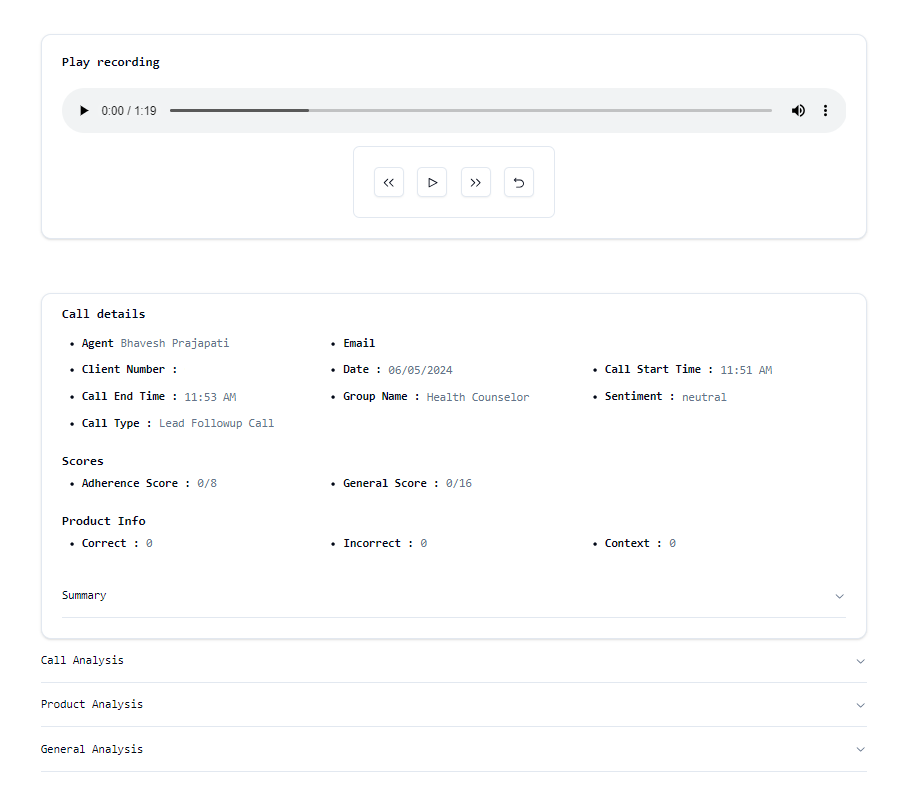 Play recording
0:00 / 1:19
Call details
• Agent Bhavesh Prajapati • Email
• Client Number : • Date : 06/05/2024 • Call Start Time : 11:51 AM
• Call End Time : 11:53 AM • Group Name : Health Counselor • Sentiment : neutral
• Call Type : Lead Followup Call
Scores
• Adherence Score : 0/8 • General Score : 0/16
Product Info
• Correct : 0 • Incorrect : 0 • Context : 0
Summary
Call Analysis
Product Analysis
General Analysis